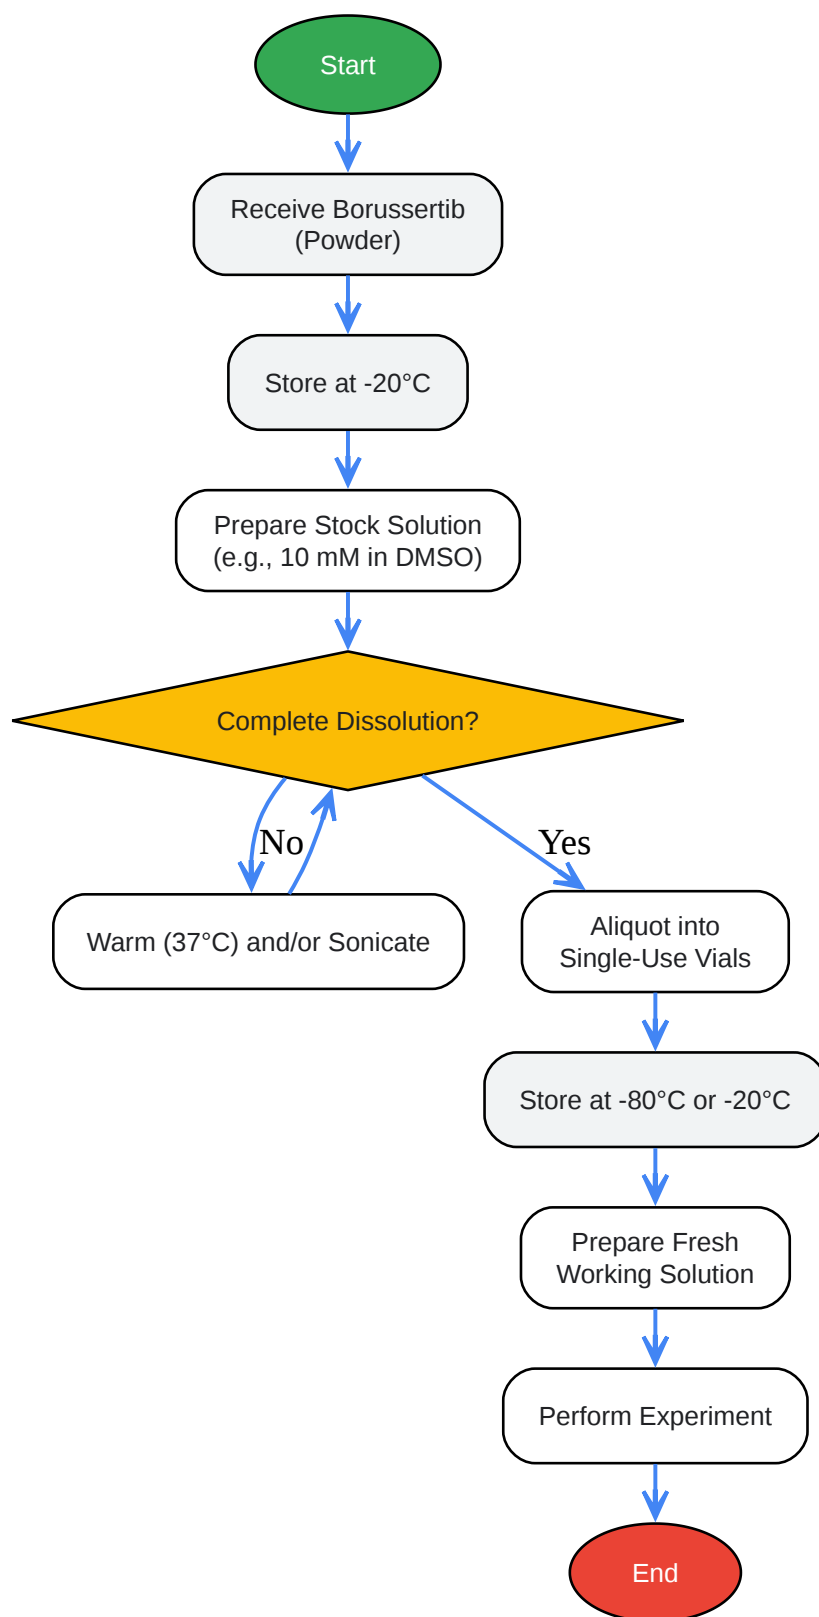 Start
Receive Borussertib
(Powder)
Store at -20°C
Prepare Stock Solution
(e.g., 10 mM in DMSO)
Complete Dissolution?
No
Yes
Warm (37°C) and/or Sonicate
Aliquot into
Single-Use Vials
Store at -80°C or -20°C
Prepare Fresh
Working Solution
Perform Experiment
End